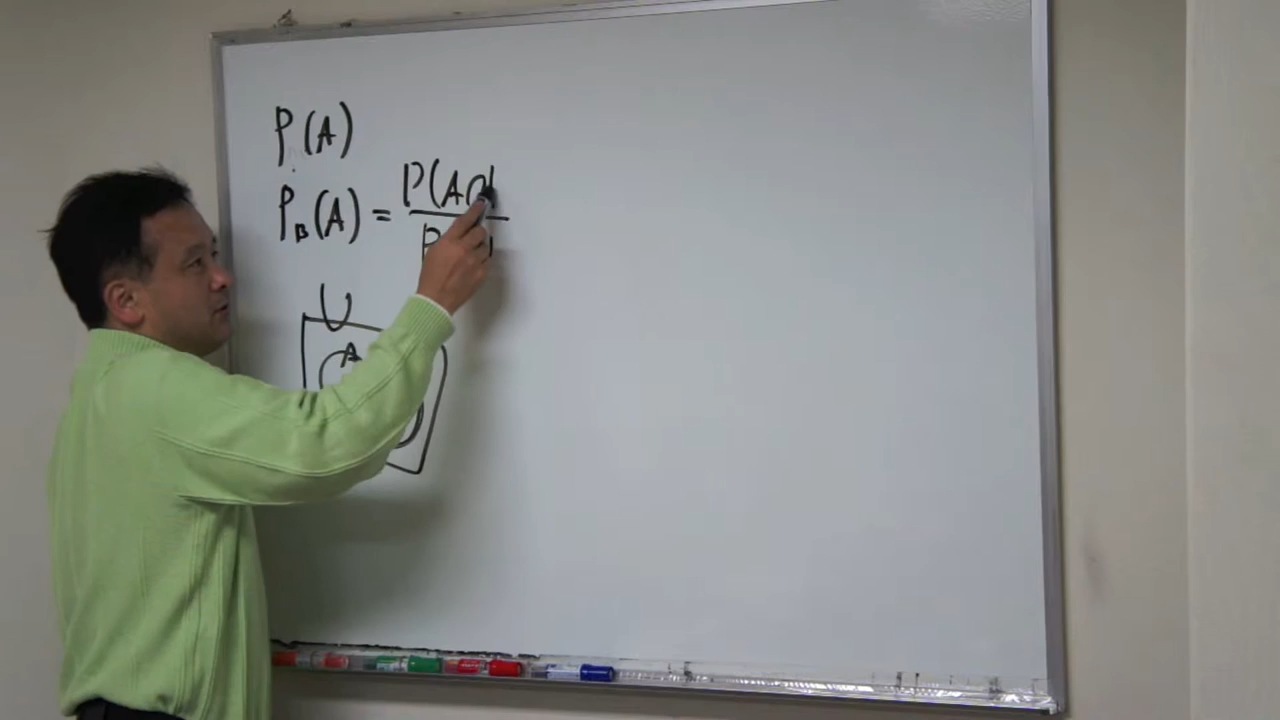 P(A)
P_B(A) = P(A∩
P
U
A